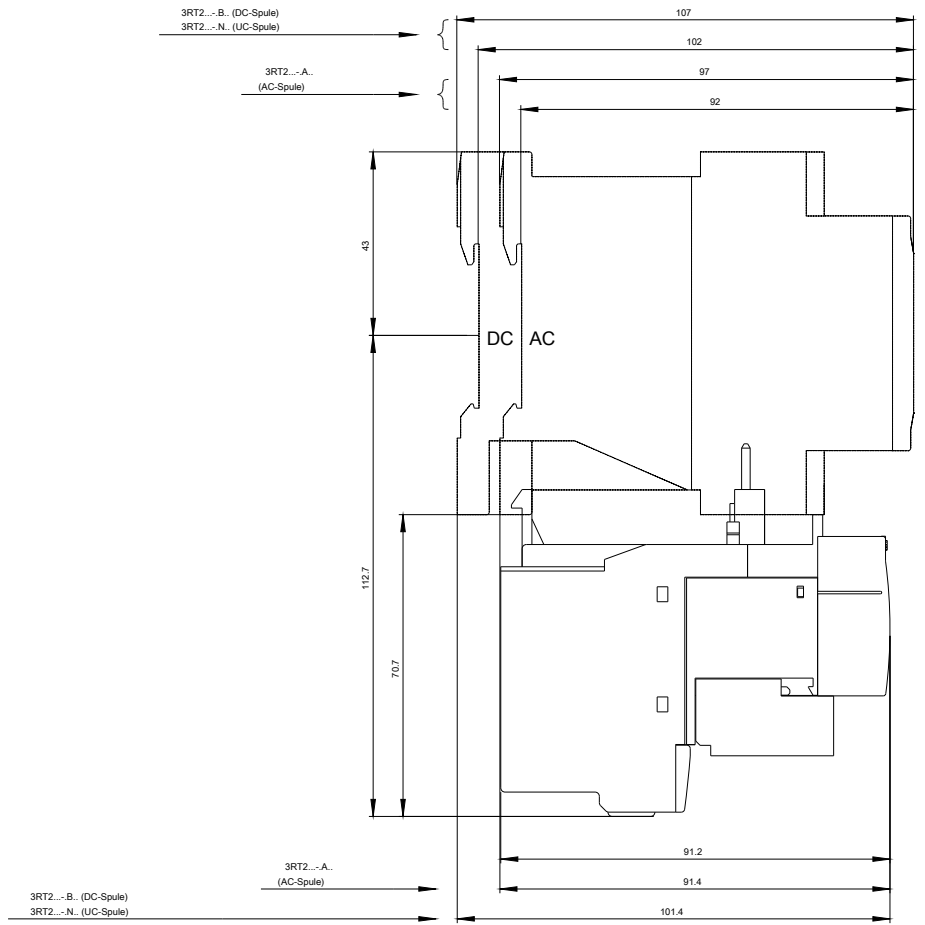 3RT2...-.B.. (DC-Spule)
107
3RT2...-.N.. (UC-Spule)
102
3RT2...-.A..
97
(AC-Spule)
92
43
DC
AC
112.7
70.7
91.2
3RT2...-.A..
(AC-Spule)
91.4
3RT2...-.B.. (DC-Spule)
3RT2...-.N.. (UC-Spule)
101.4